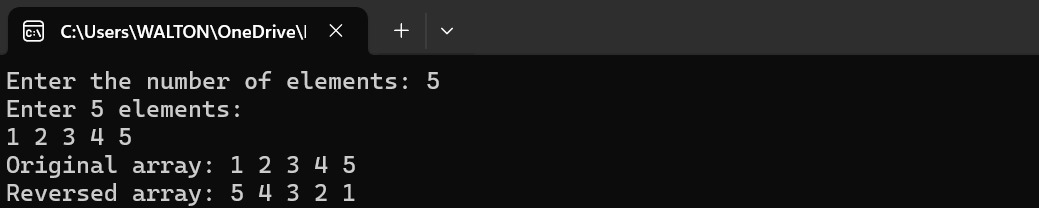 C:\Users\WALTON\OneDrive\
Enter the number of elements: 5
Enter 5 elements:
1 2 3 4 5
Original array: 1 2 3 4 5
Reversed array: 5 4 3 2 1